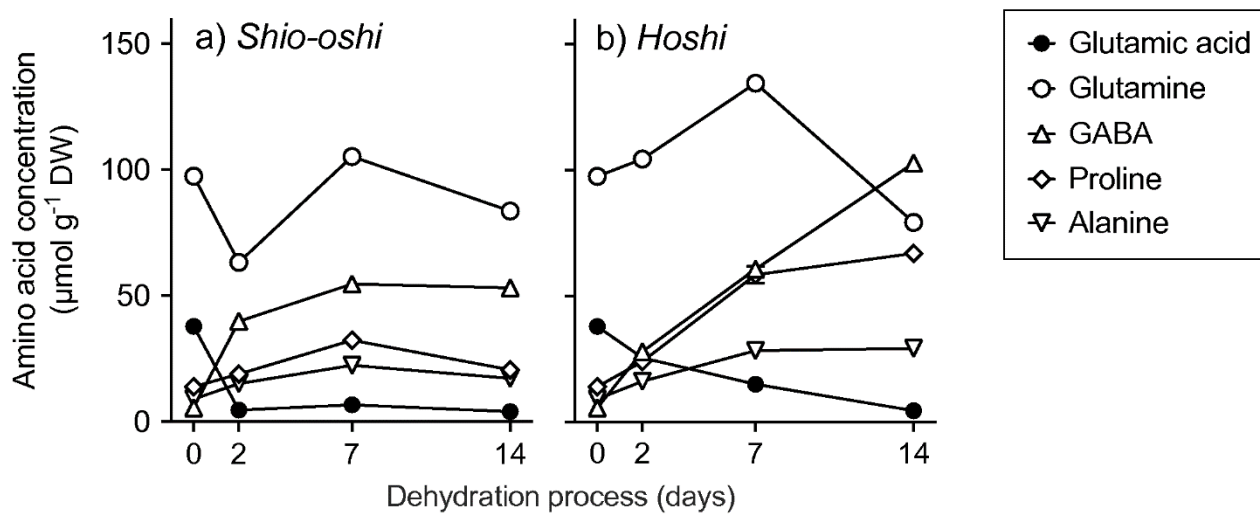 a) Shio-oshi
b) Hoshi
Amino acid concentration
(μmol g⁻¹ DW)
150
100
50
0
0 2 7 14
0 2 7 14
Dehydration process (days)
Glutamic acid
Glutamine
GABA
Proline
Alanine